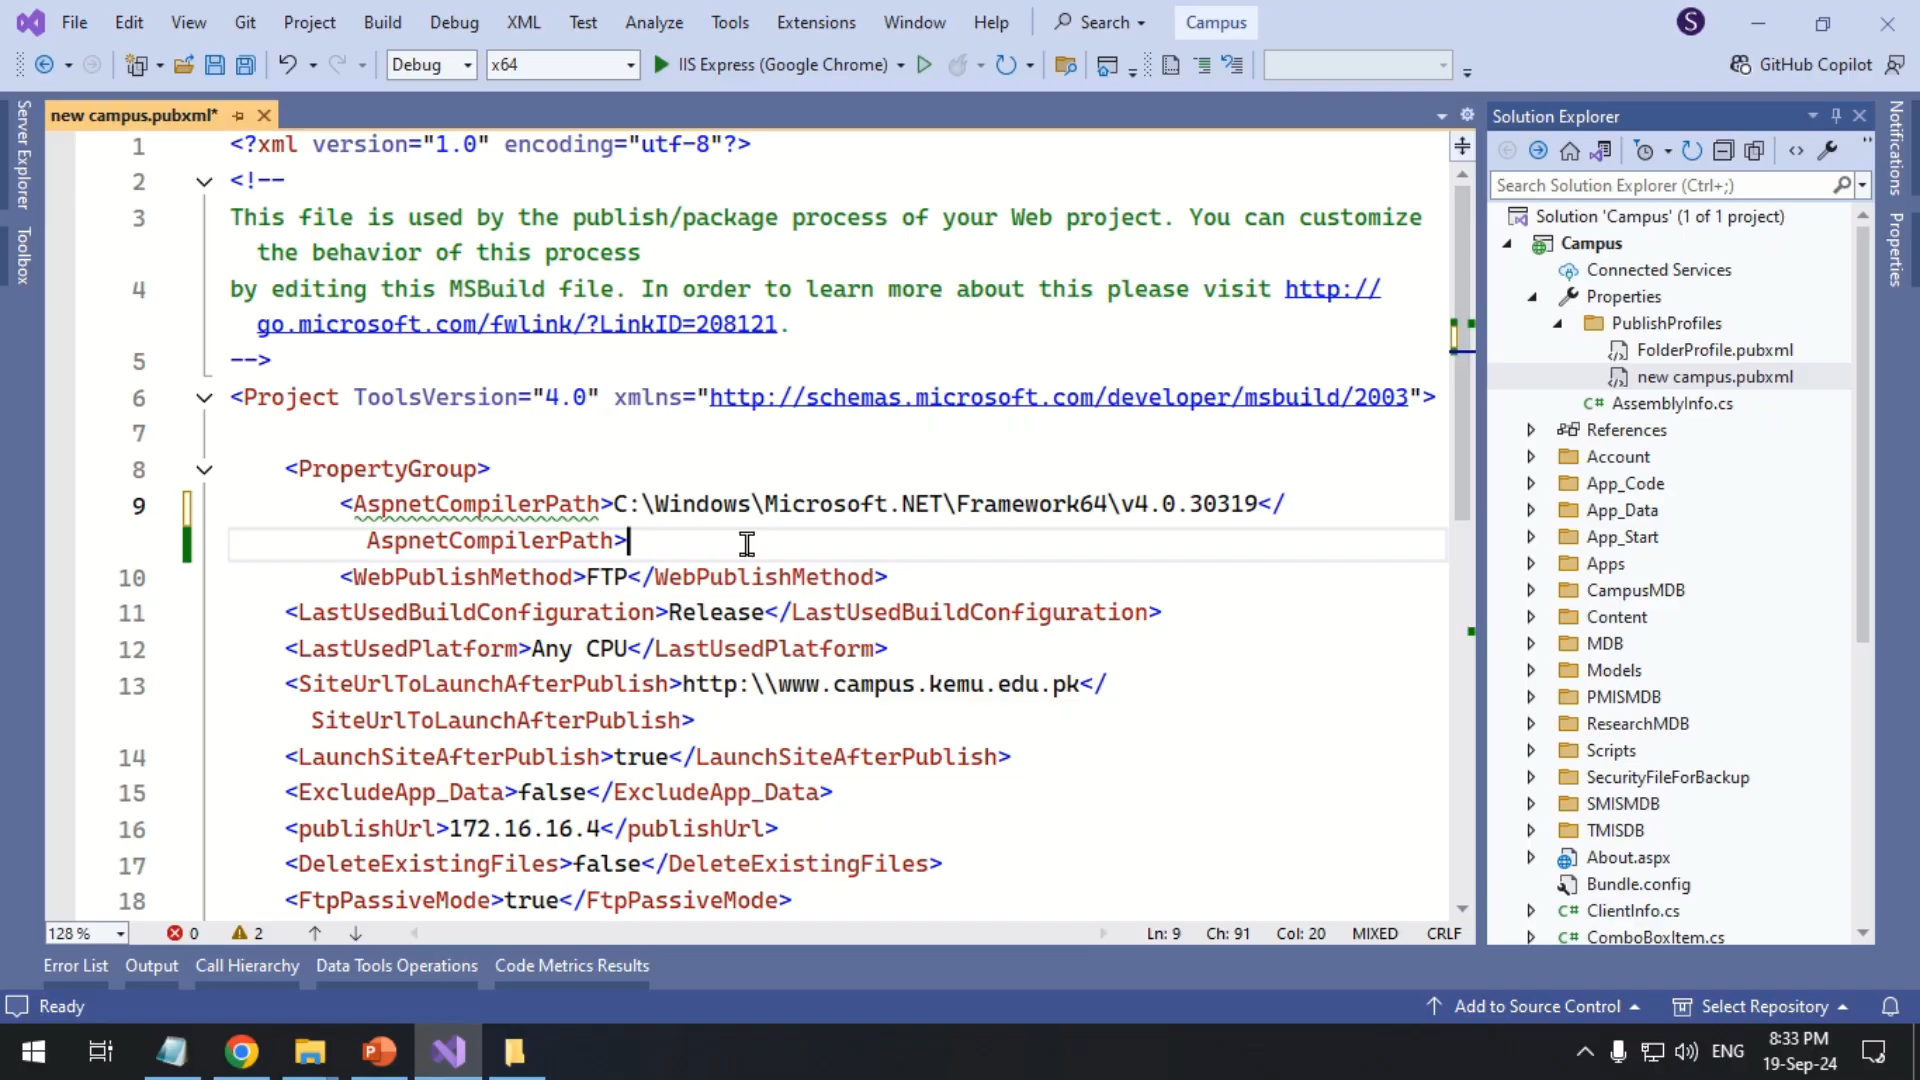 File Edit View Git Project Build Debug XML Test Analyze Tools Extensions Window Help Search Campus S
Debug x64 IIS Express (Google Chrome) GitHub Copilot
Server Explorer
Toolbox
new campus.pubxml*
1 <?xml version="1.0" encoding="utf-8"?>
2 <!--
3 This file is used by the publish/package process of your Web project. You can customize
the behavior of this process
4 by editing this MSBuild file. In order to learn more about this please visit http://
go.microsoft.com/fwlink/?LinkID=208121.
5 -->
6 <Project ToolsVersion="4.0" xmlns="http://schemas.microsoft.com/developer/msbuild/2003">
7
8 <PropertyGroup>
9 <AspnetCompilerPath>C:\Windows\Microsoft.NET\Framework64\v4.0.30319</
AspnetCompilerPath>
10 <WebPublishMethod>FTP</WebPublishMethod>
11 <LastUsedBuildConfiguration>Release</LastUsedBuildConfiguration>
12 <LastUsedPlatform>Any CPU</LastUsedPlatform>
13 <SiteUrlToLaunchAfterPublish>http:\\www.campus.kemu.edu.pk</
SiteUrlToLaunchAfterPublish>
14 <LaunchSiteAfterPublish>true</LaunchSiteAfterPublish>
15 <ExcludeApp_Data>false</ExcludeApp_Data>
16 <publishUrl>172.16.16.4</publishUrl>
17 <DeleteExistingFiles>false</DeleteExistingFiles>
18 <FtpPassiveMode>true</FtpPassiveMode>
128 % 0 2 Ln: 9 Ch: 91 Col: 20 MIXED CRLF
Solution Explorer
Search Solution Explorer (Ctrl+;)
Solution 'Campus' (1 of 1 project)
Campus
Connected Services
Properties
PublishProfiles
FolderProfile.pubxml
new campus.pubxml
C# AssemblyInfo.cs
References
Account
App_Code
App_Data
App_Start
Apps
CampusMDB
Content
MDB
Models
PMISMDB
ResearchMDB
Scripts
SecurityFileForBackup
SMISMDB
TMISDB
About.aspx
Bundle.config
C# ClientInfo.cs
C# ComboBoxItem.cs
Notifications
Properties
Error List Output Call Hierarchy Data Tools Operations Code Metrics Results
Ready Add to Source Control Select Repository
ENG
8:33 PM
19-Sep-24